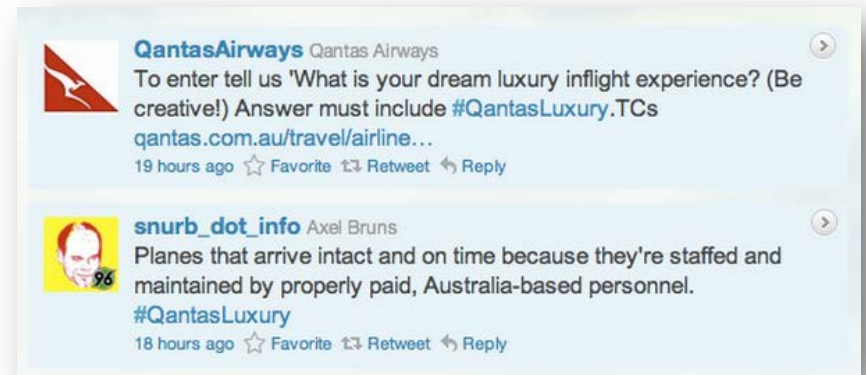 QantasAirways Qantas Airways
To enter tell us 'What is your dream luxury inflight experience? (Be
creative!) Answer must include #QantasLuxury.TCs
qantas.com.au/travel/airline…
19 hours ago Favorite Retweet Reply
snurb_dot_info Axel Bruns
96
Planes that arrive intact and on time because they're staffed and
maintained by properly paid, Australia-based personnel.
#QantasLuxury
18 hours ago Favorite Retweet Reply